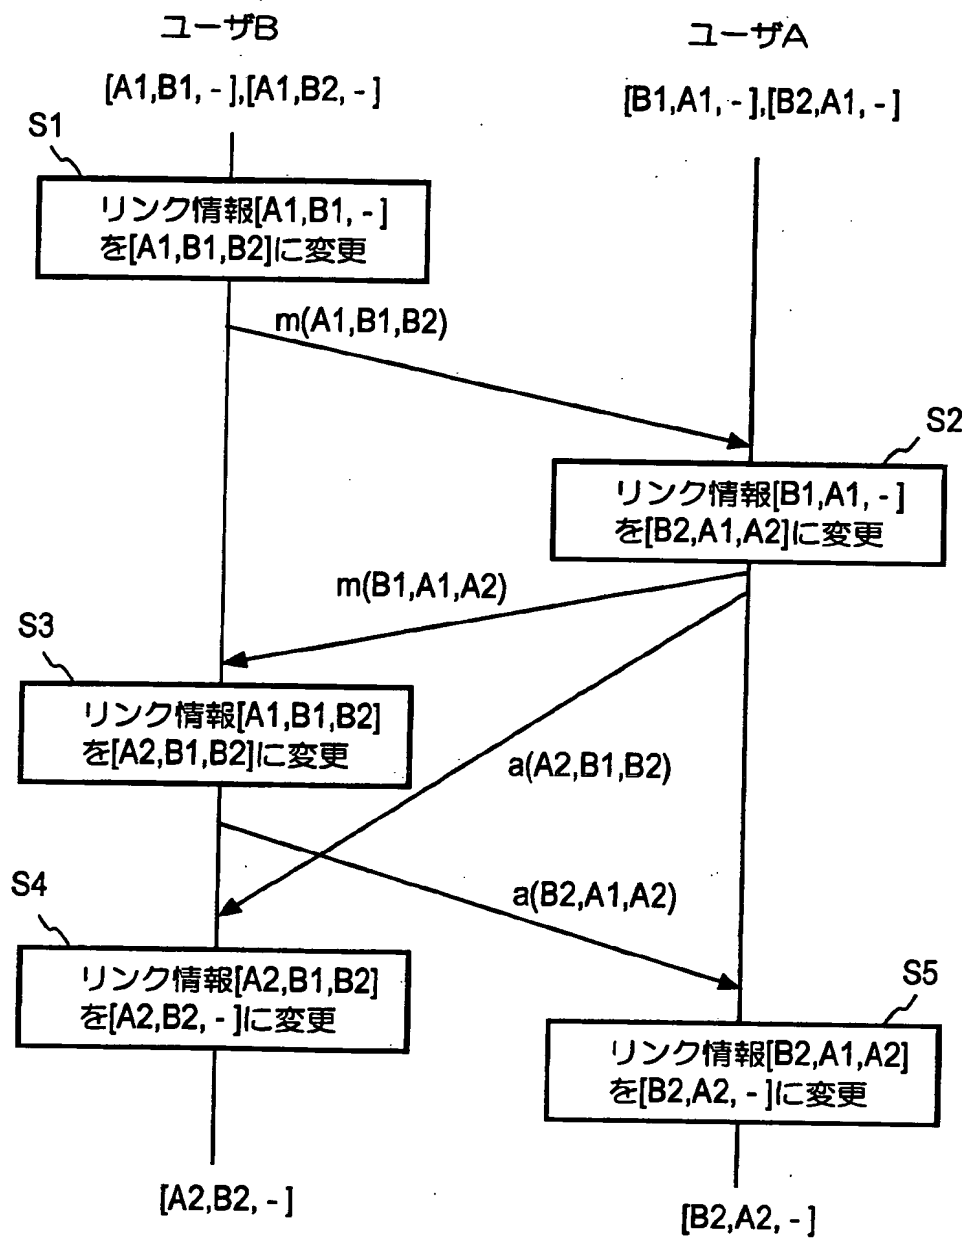 ユーザB
ユーザA
[A1,B1, - ],[A1,B2, - ]
[B1,A1, - ],[B2,A1, - ]
S1
リンク情報[A1,B1, - ]
を[A1,B1,B2]に変更
m(A1,B1,B2)
S2
リンク情報[B1,A1, - ]
を[B2,A1,A2]に変更
m(B1,A1,A2)
S3
リンク情報[A1,B1,B2]
を[A2,B1,B2]に変更
a(A2,B1,B2)
a(B2,A1,A2)
S4
リンク情報[A2,B1,B2]
を[A2,B2, - ]に変更
S5
リンク情報[B2,A1,A2]
を[B2,A2, - ]に変更
[A2,B2, - ]
[B2,A2, - ]